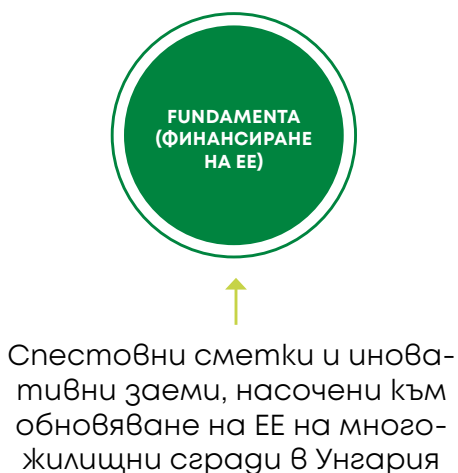 FUNDAMENTA
(ФИНАНСИРАНЕ
НА ЕЕ)
Спестовни сметки и инова-
тивни заеми, насочени към
обновяване на ЕЕ на много-
жилищни сгради в Унгария